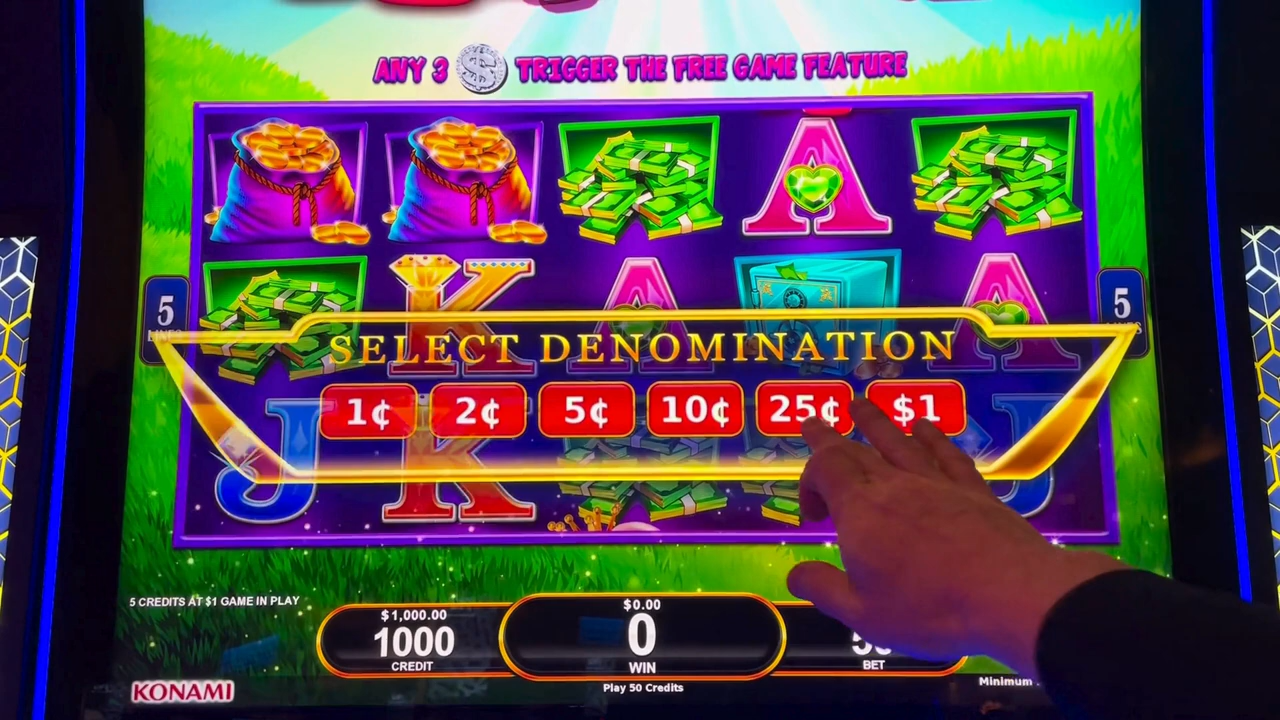 ANY 3 $ TRIGGER THE FREE GAME FEATURE
A
5
LINES
5
K
A
A
SELECT DENOMINATION
1¢ 2¢ 5¢ 10¢ 25¢ $1
J
K
J
5 CREDITS AT $1 GAME IN PLAY
$1,000.00
1000
CREDIT
$0.00
0
WIN
BET
KONAMI
Play 50 Credits
Minimum